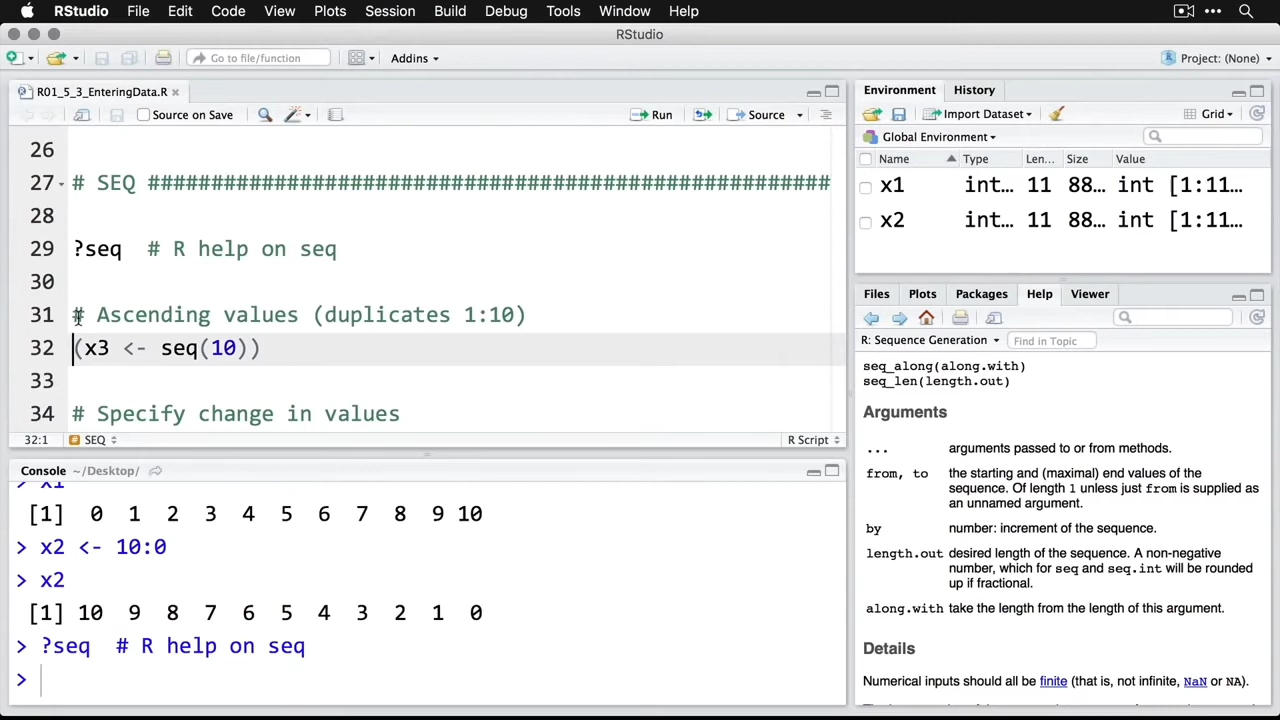 RStudio File Edit Code View Plots Session Build Debug Tools Window Help
RStudio
Go to file/function Addins Project: (None)
R01_5_3_EnteringData.R
Source on Save Run Source
26
27 # SEQ ######################################################
28
29 ?seq  # R help on seq
30
31 # Ascending values (duplicates 1:10)
32 (x3 <- seq(10))
33
34 # Specify change in values
32:1 # SEQ R Script
Console ~/Desktop/
> x1
[1] 0 1 2 3 4 5 6 7 8 9 10
> x2 <- 10:0
> x2
[1] 10 9 8 7 6 5 4 3 2 1 0
> ?seq  # R help on seq
>
Environment History
Import Dataset Grid
Global Environment
Name Type Len... Size Value
x1 int... 11 88... int [1:11...
x2 int... 11 88... int [1:11...
Files Plots Packages Help Viewer
R: Sequence Generation Find in Topic
seq_along(along.with)
seq_len(length.out)
Arguments
... arguments passed to or from methods.
from, to the starting and (maximal) end values of the
sequence. Of length 1 unless just from is supplied as
an unnamed argument.
by number: increment of the sequence.
length.out desired length of the sequence. A non-negative
number, which for seq and seq.int will be rounded
up if fractional.
along.with take the length from the length of this argument.
Details
Numerical inputs should all be finite (that is, not infinite, NaN or NA).